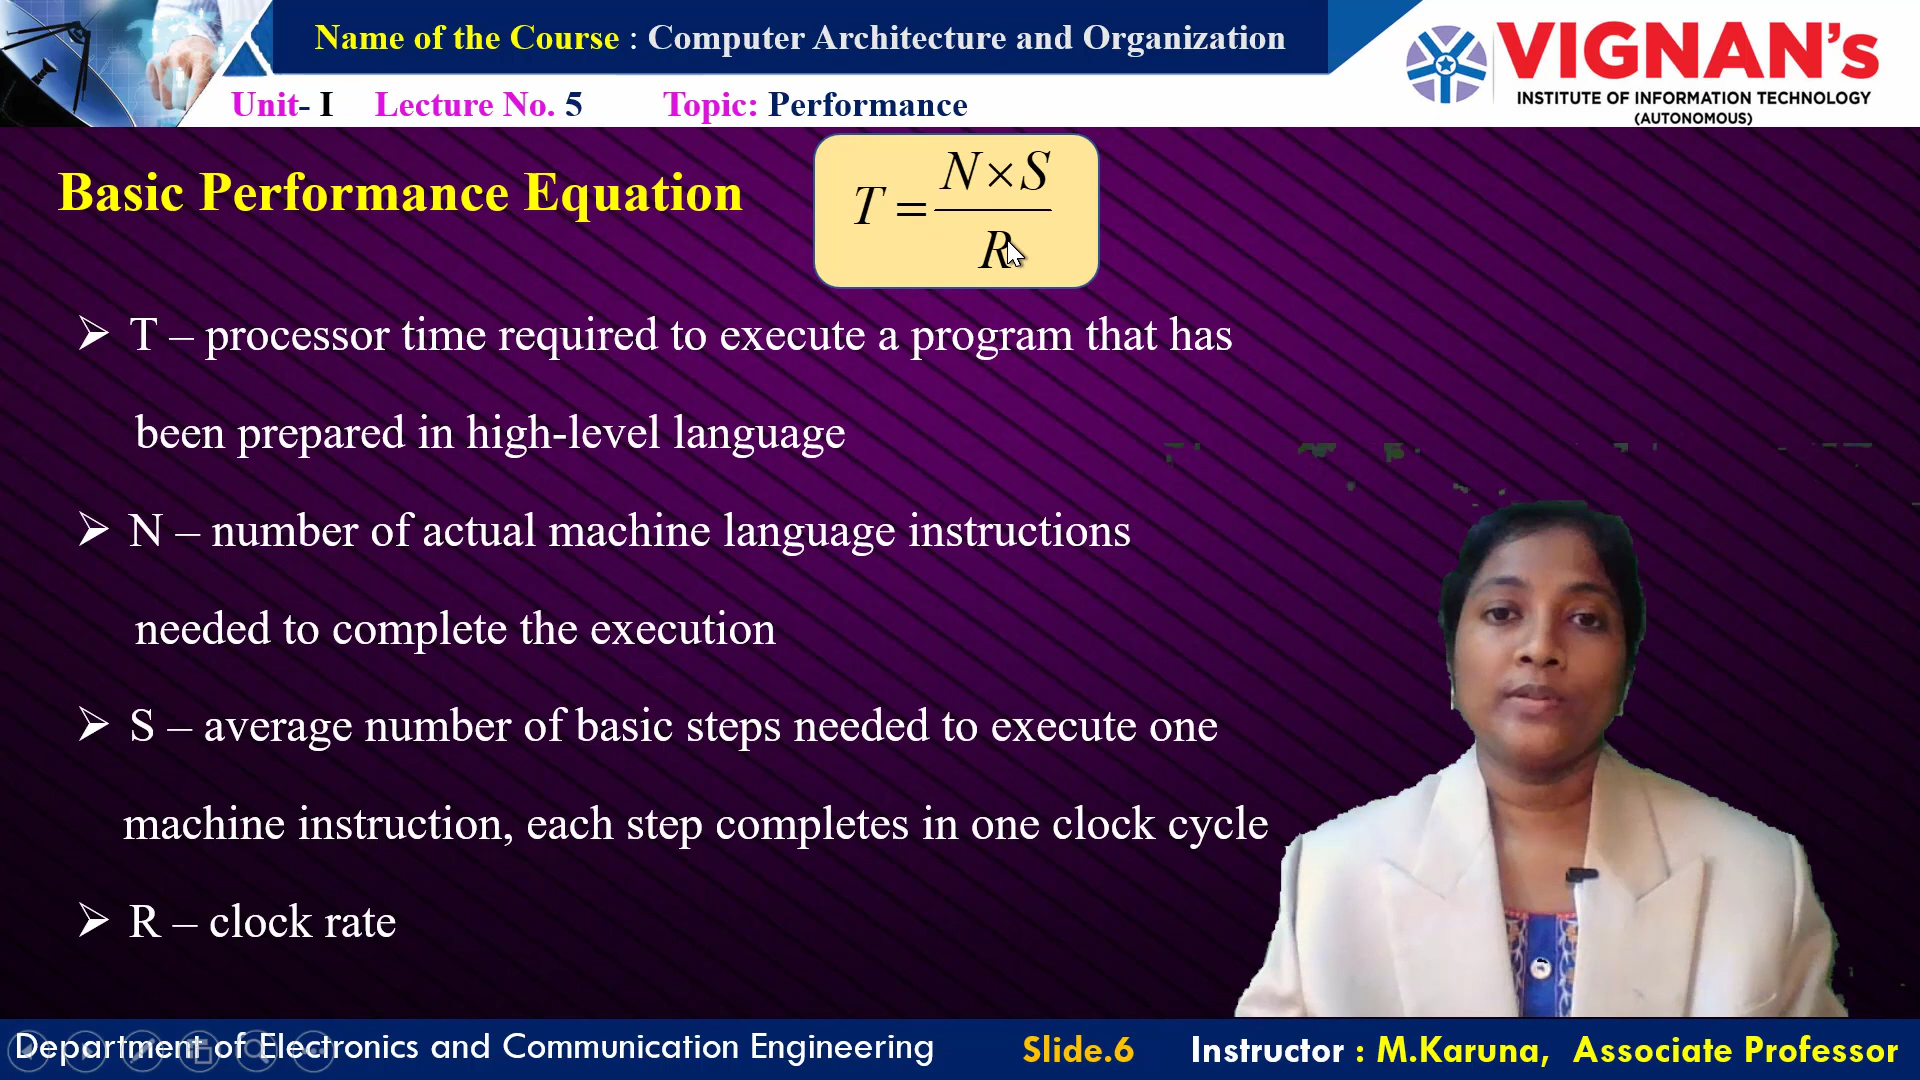 Name of the Course : Computer Architecture and Organization
VIGNAN's
INSTITUTE OF INFORMATION TECHNOLOGY
(AUTONOMOUS)
Unit- I Lecture No. 5 Topic: Performance
Basic Performance Equation
T = N × S / R
➢ T – processor time required to execute a program that has
been prepared in high-level language
➢ N – number of actual machine language instructions
needed to complete the execution
➢ S – average number of basic steps needed to execute one
machine instruction, each step completes in one clock cycle
➢ R – clock rate
Department of Electronics and Communication Engineering
Slide.6
Instructor : M.Karuna, Associate Professor